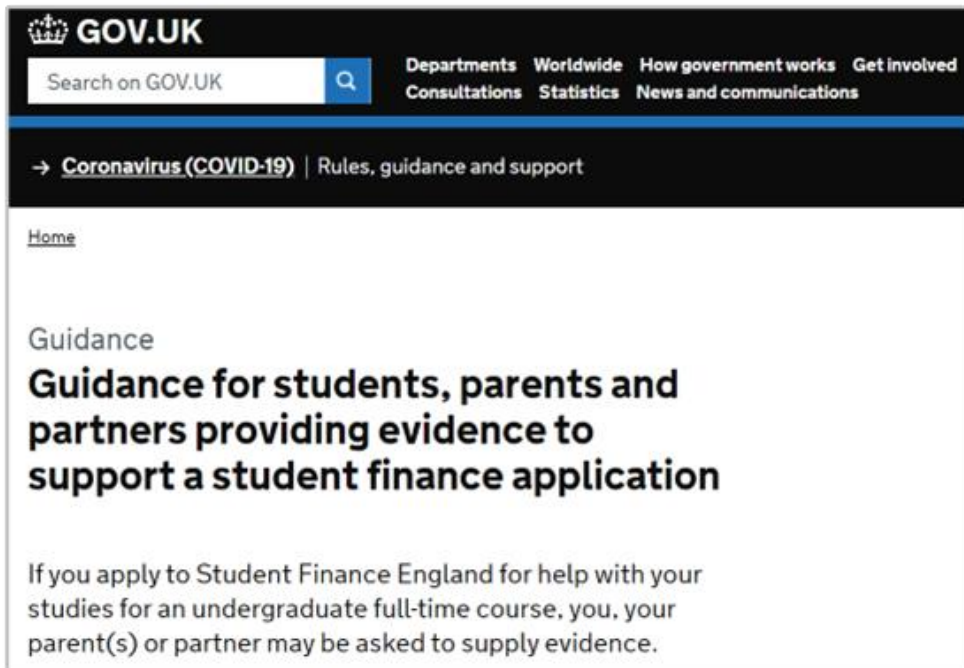 GOV.UK
Search on GOV.UK
Departments Worldwide How government works Get involved
Consultations Statistics News and communications
→ Coronavirus (COVID-19) | Rules, guidance and support
Home
Guidance
Guidance for students, parents and
partners providing evidence to
support a student finance application
If you apply to Student Finance England for help with your
studies for an undergraduate full-time course, you, your
parent(s) or partner may be asked to supply evidence.